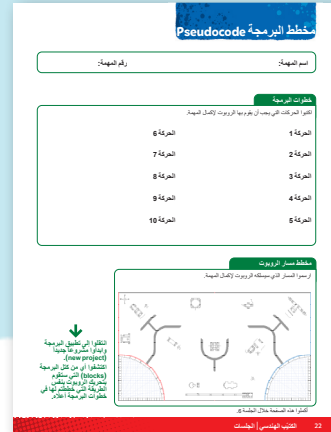 مخطط البرمجة Pseudocode
اسم المهمة:
رقم المهمة:
خطوات البرمجة
اكتبوا الحركات التي يجب أن يقوم بها الروبوت لإكمال المهمة.
الحركة 1
الحركة 6
الحركة 2
الحركة 7
الحركة 3
الحركة 8
الحركة 4
الحركة 9
الحركة 5
الحركة 10
مخطط مسار الروبوت
ارسموا المسار الذي سيسلكه الروبوت لإكمال المهمة.
انتقلوا إلى تطبيق البرمجة
وابدأوا مشروعًا جديدًا
(new project).
اكتشفوا أي من كتل البرمجة
(blocks) التي ستقوم
بتحريك الروبوت بنفس
الطريقة التي خططتم لها في
خطوات البرمجة أعلاه.
أكملوا هذه الصفحة خلال الجلسة 6.
22
الكتيّب الهندسي | الجلسات